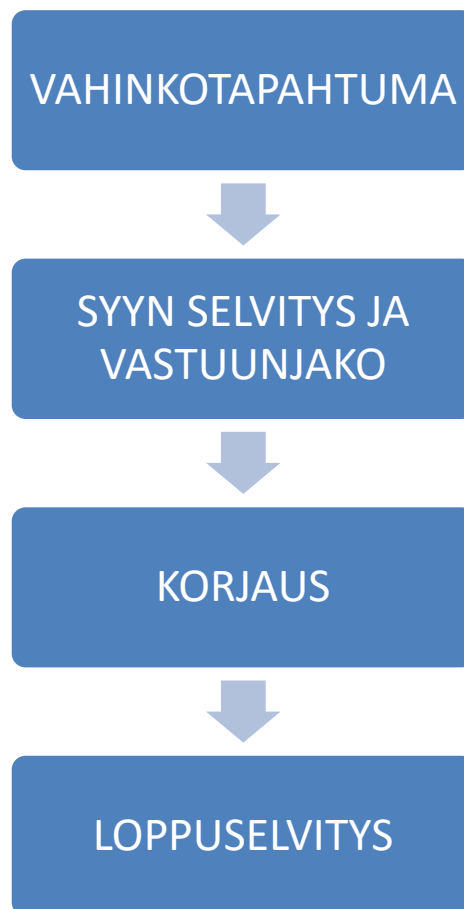 VAHINKOTAPAHTUMA
SYYN SELVITYS JA
VASTUUNJAKO
KORJAUS
LOPPUSELVITYS